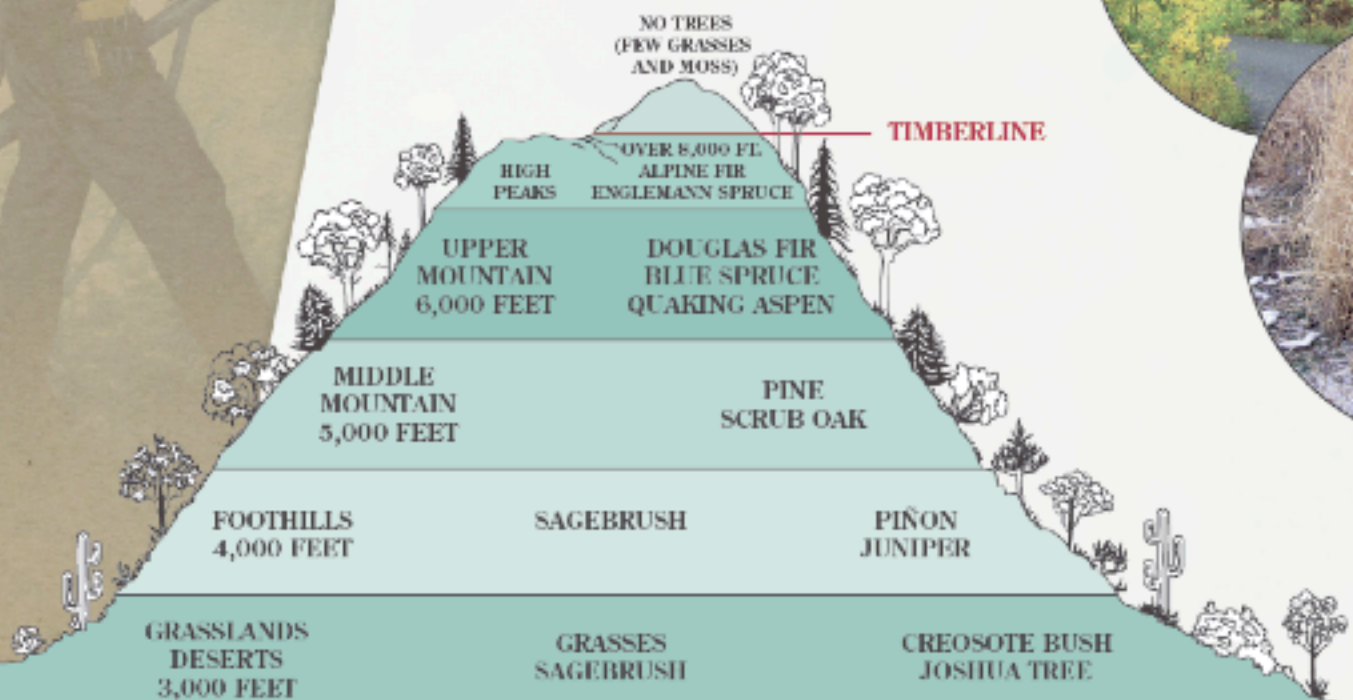 NO TREES
(FEW GRASSES
AND MOSS)
TIMBERLINE
HIGH
PEAKS
OVER 8,000 FT.
ALPINE FIR
ENGLEMANN SPRUCE
UPPER
MOUNTAIN
6,000 FEET
DOUGLAS FIR
BLUE SPRUCE
QUAKING ASPEN
MIDDLE
MOUNTAIN
5,000 FEET
PINE
SCRUB OAK
FOOTHILLS
4,000 FEET
SAGEBRUSH
PIÑON
JUNIPER
GRASSLANDS
DESERTS
3,000 FEET
GRASSES
SAGEBRUSH
CREOSOTE BUSH
JOSHUA TREE